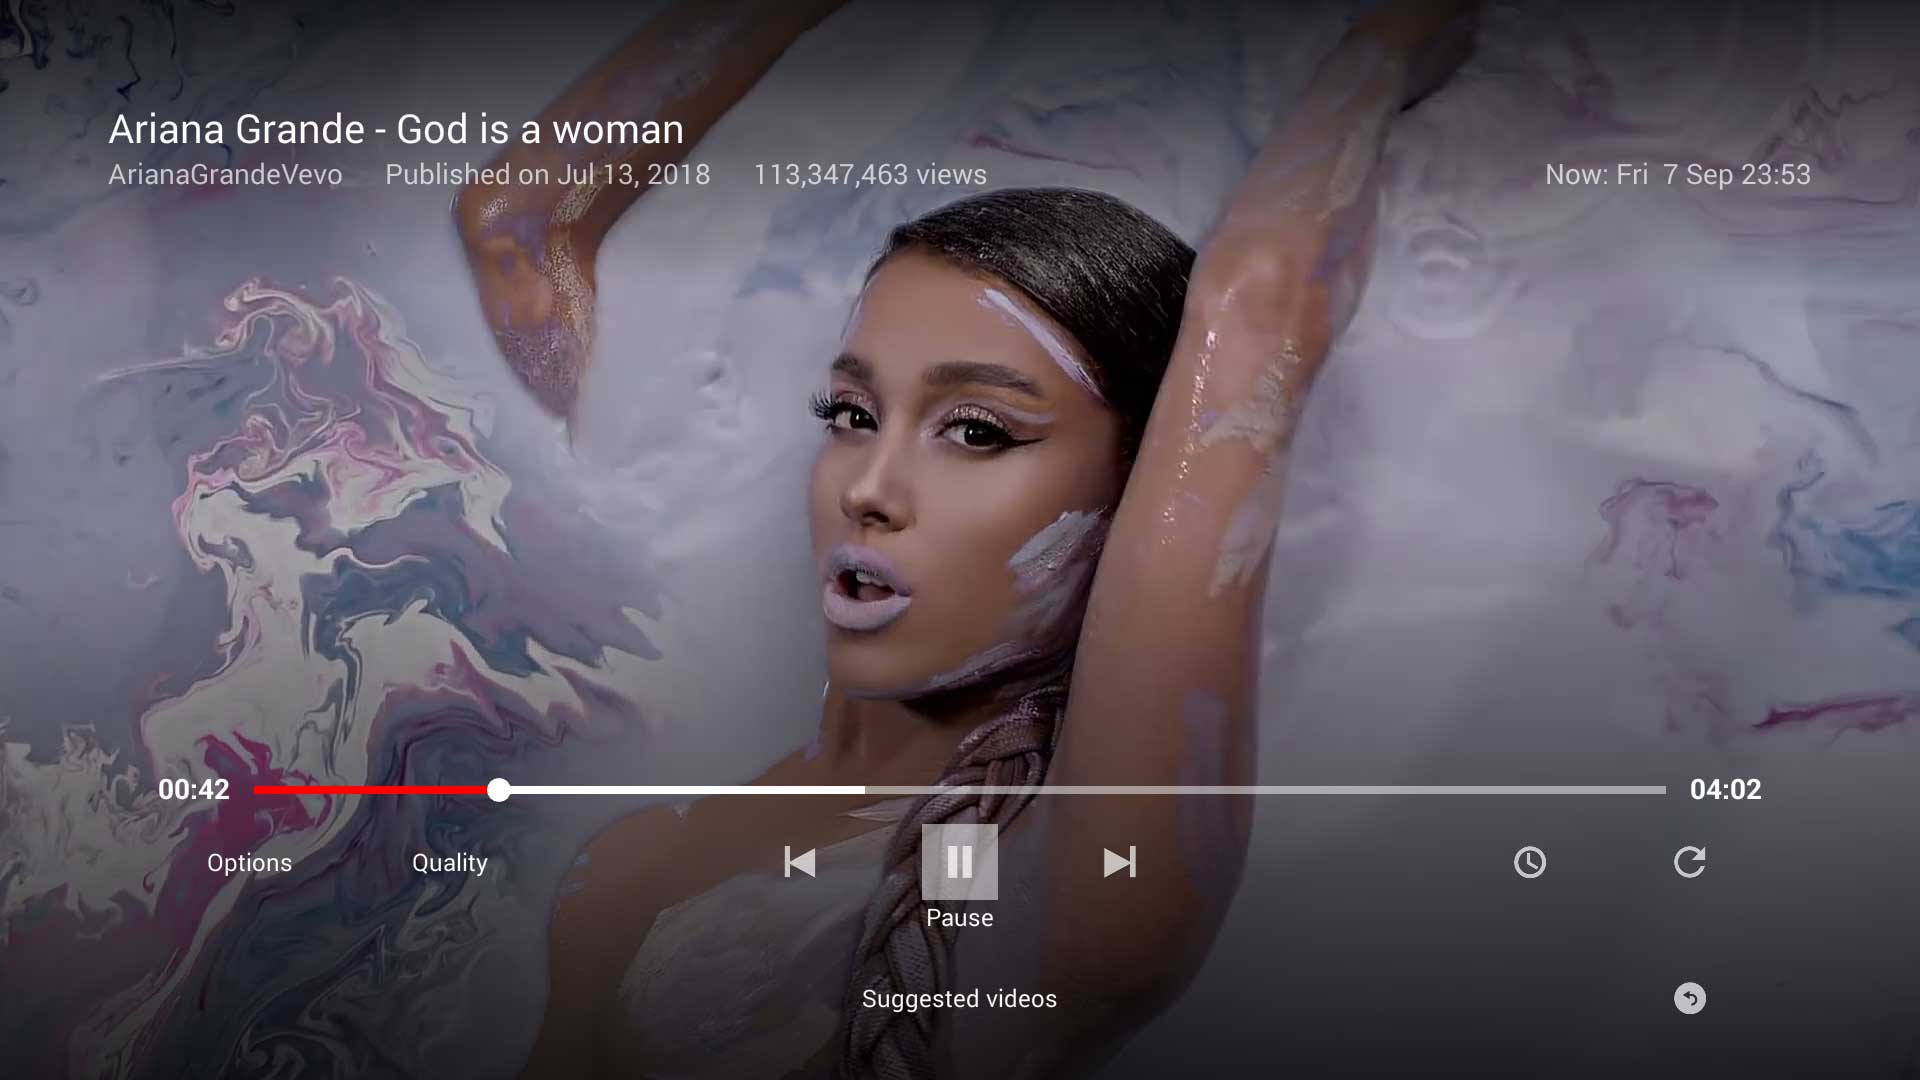 Ariana Grande - God is a woman
ArianaGrandeVevo Published on Jul 13, 2018 113,347,463 views Now: Fri 7 Sep 23:53
00:42 04:02
Options Quality
Pause
Suggested videos